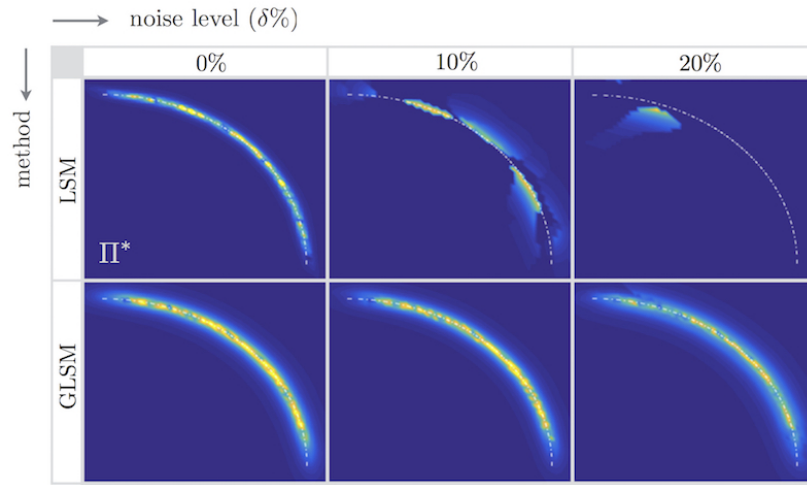 noise level (δ%)
method
0%
10%
20%
LSM
Π*
GLSM